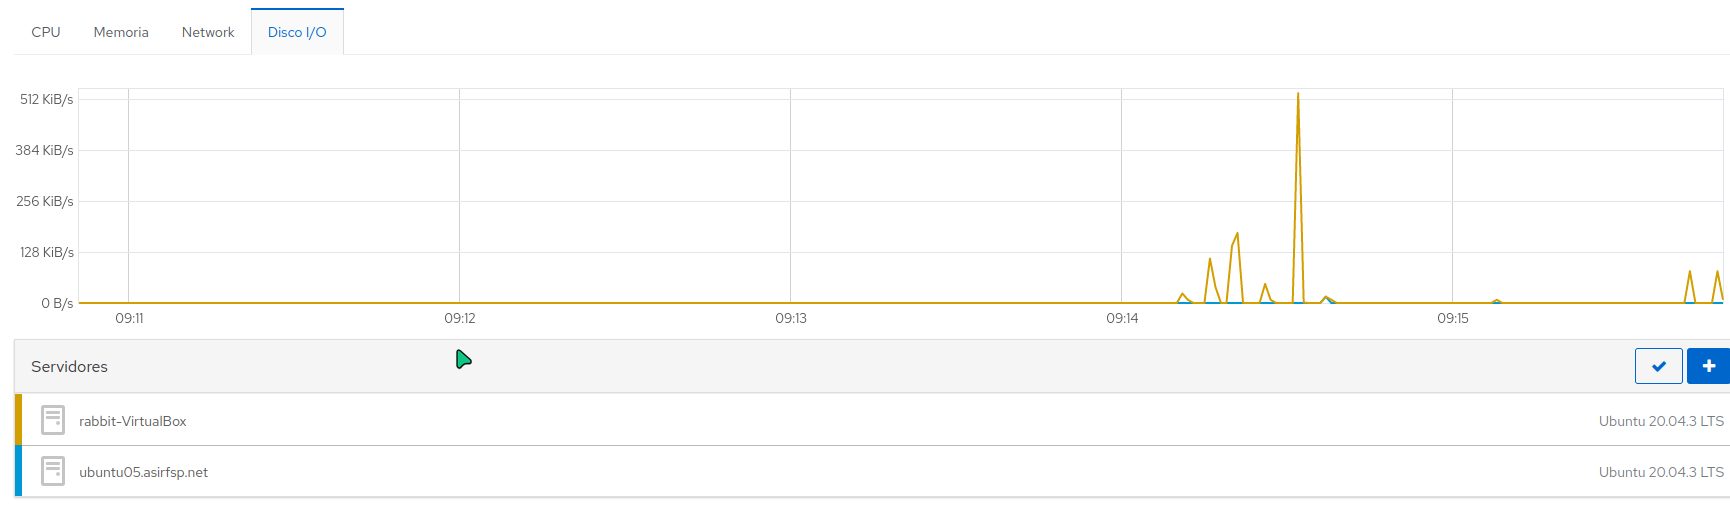 CPU Memoria Network Disco I/O
512 KiB/s
384 KiB/s
256 KiB/s
128 KiB/s
0 B/s
09:11 09:12 09:13 09:14 09:15
Servidores
rabbit-VirtualBox Ubuntu 20.04.3 LTS
ubuntu05.asirfsp.net Ubuntu 20.04.3 LTS